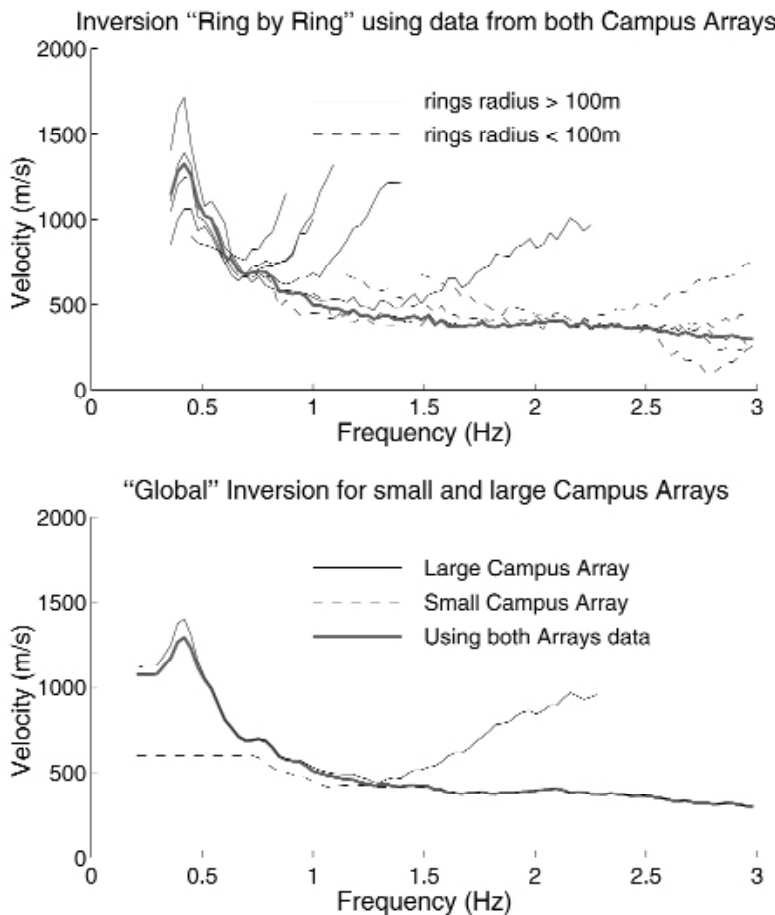 Inversion “Ring by Ring” using data from both Campus Arrays
2000
1500
1000
500
0
Velocity (m/s)
rings radius > 100m
rings radius < 100m
0
0.5
1
1.5
2
2.5
3
Frequency (Hz)
“Global” Inversion for small and large Campus Arrays
2000
1500
1000
500
0
Velocity (m/s)
Large Campus Array
Small Campus Array
Using both Arrays data
0
0.5
1
1.5
2
2.5
3
Frequency (Hz)